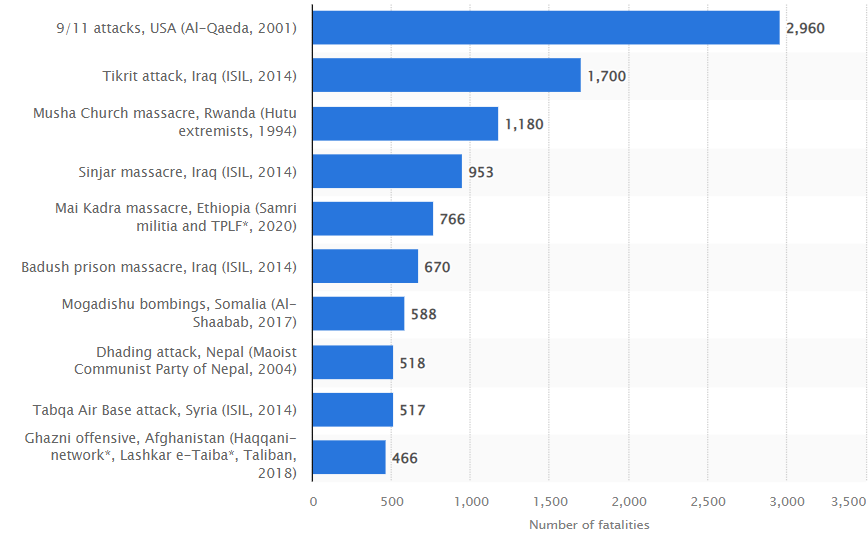 9/11 attacks, USA (Al-Qaeda, 2001)
2,960
Tikrit attack, Iraq (ISIL, 2014)
1,700
Musha Church massacre, Rwanda (Hutu
extremists, 1994)
1,180
Sinjar massacre, Iraq (ISIL, 2014)
953
Mai Kadra massacre, Ethiopia (Samri
militia and TPLF*, 2020)
766
Badush prison massacre, Iraq (ISIL, 2014)
670
Mogadishu bombings, Somalia (Al-
Shaabab, 2017)
588
Dhading attack, Nepal (Maoist
Communist Party of Nepal, 2004)
518
Tabqa Air Base attack, Syria (ISIL, 2014)
517
Ghazni offensive, Afghanistan (Haqqani-
network*, Lashkar e-Taiba*, Taliban,
2018)
466
0 500 1,000 1,500 2,000 2,500 3,000 3,500
Number of fatalities